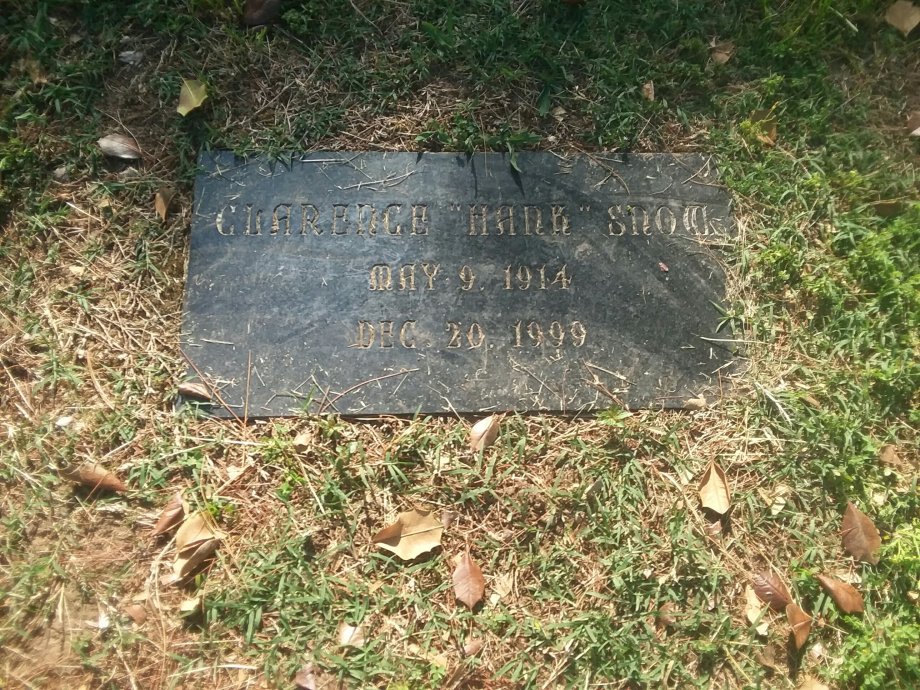 CLARENCE "HANK" SNOW
MAY 9, 1914
DEC. 20, 1999